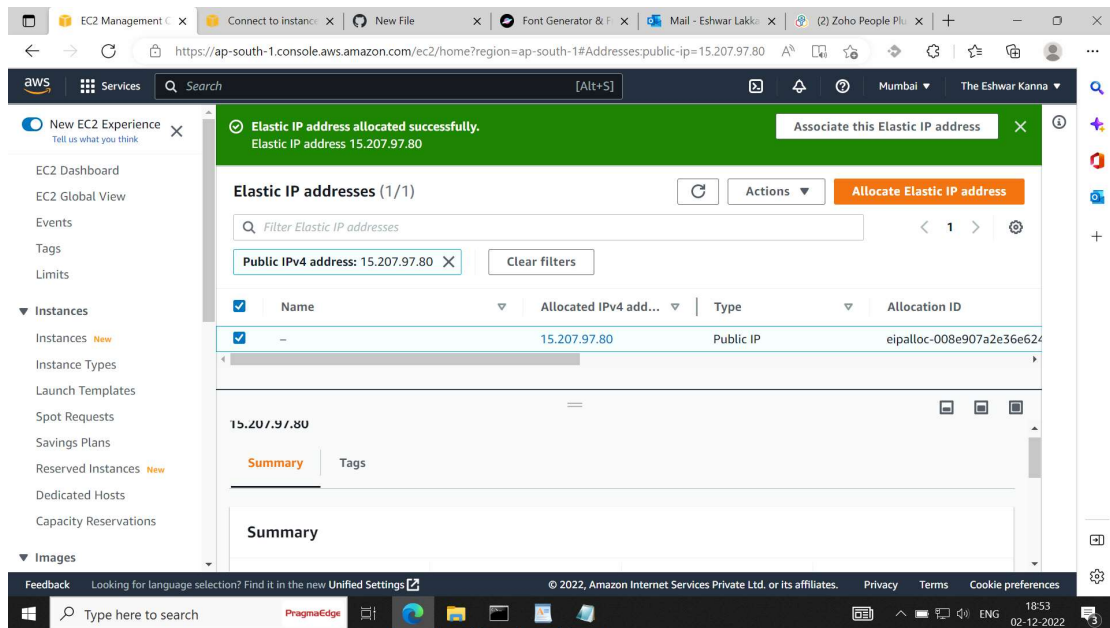 EC2 Management C
Connect to instance
New File
Font Generator & F
Mail - Eshwar Lakka
(2) Zoho People Plu
https://ap-south-1.console.aws.amazon.com/ec2/home?region=ap-south-1#Addresses:public-ip=15.207.97.80
aws
Services
Search
[Alt+S]
Mumbai
The Eshwar Kanna
New EC2 Experience
Tell us what you think
EC2 Dashboard
EC2 Global View
Events
Tags
Limits
Instances
Instances New
Instance Types
Launch Templates
Spot Requests
Savings Plans
Reserved Instances New
Dedicated Hosts
Capacity Reservations
Images
Elastic IP address allocated successfully.
Elastic IP address 15.207.97.80
Associate this Elastic IP address
Elastic IP addresses (1/1)
Actions
Allocate Elastic IP address
Filter Elastic IP addresses
1
Public IPv4 address: 15.207.97.80
Clear filters
Name
Allocated IPv4 add...
Type
Allocation ID
–
15.207.97.80
Public IP
eipalloc-008e907a2e36e624
15.207.97.80
Summary
Tags
Summary
Feedback
Looking for language selection? Find it in the new Unified Settings
© 2022, Amazon Internet Services Private Ltd. or its affiliates.
Privacy
Terms
Cookie preferences
Type here to search
PragmaEdge
ENG
18:53
02-12-2022
3